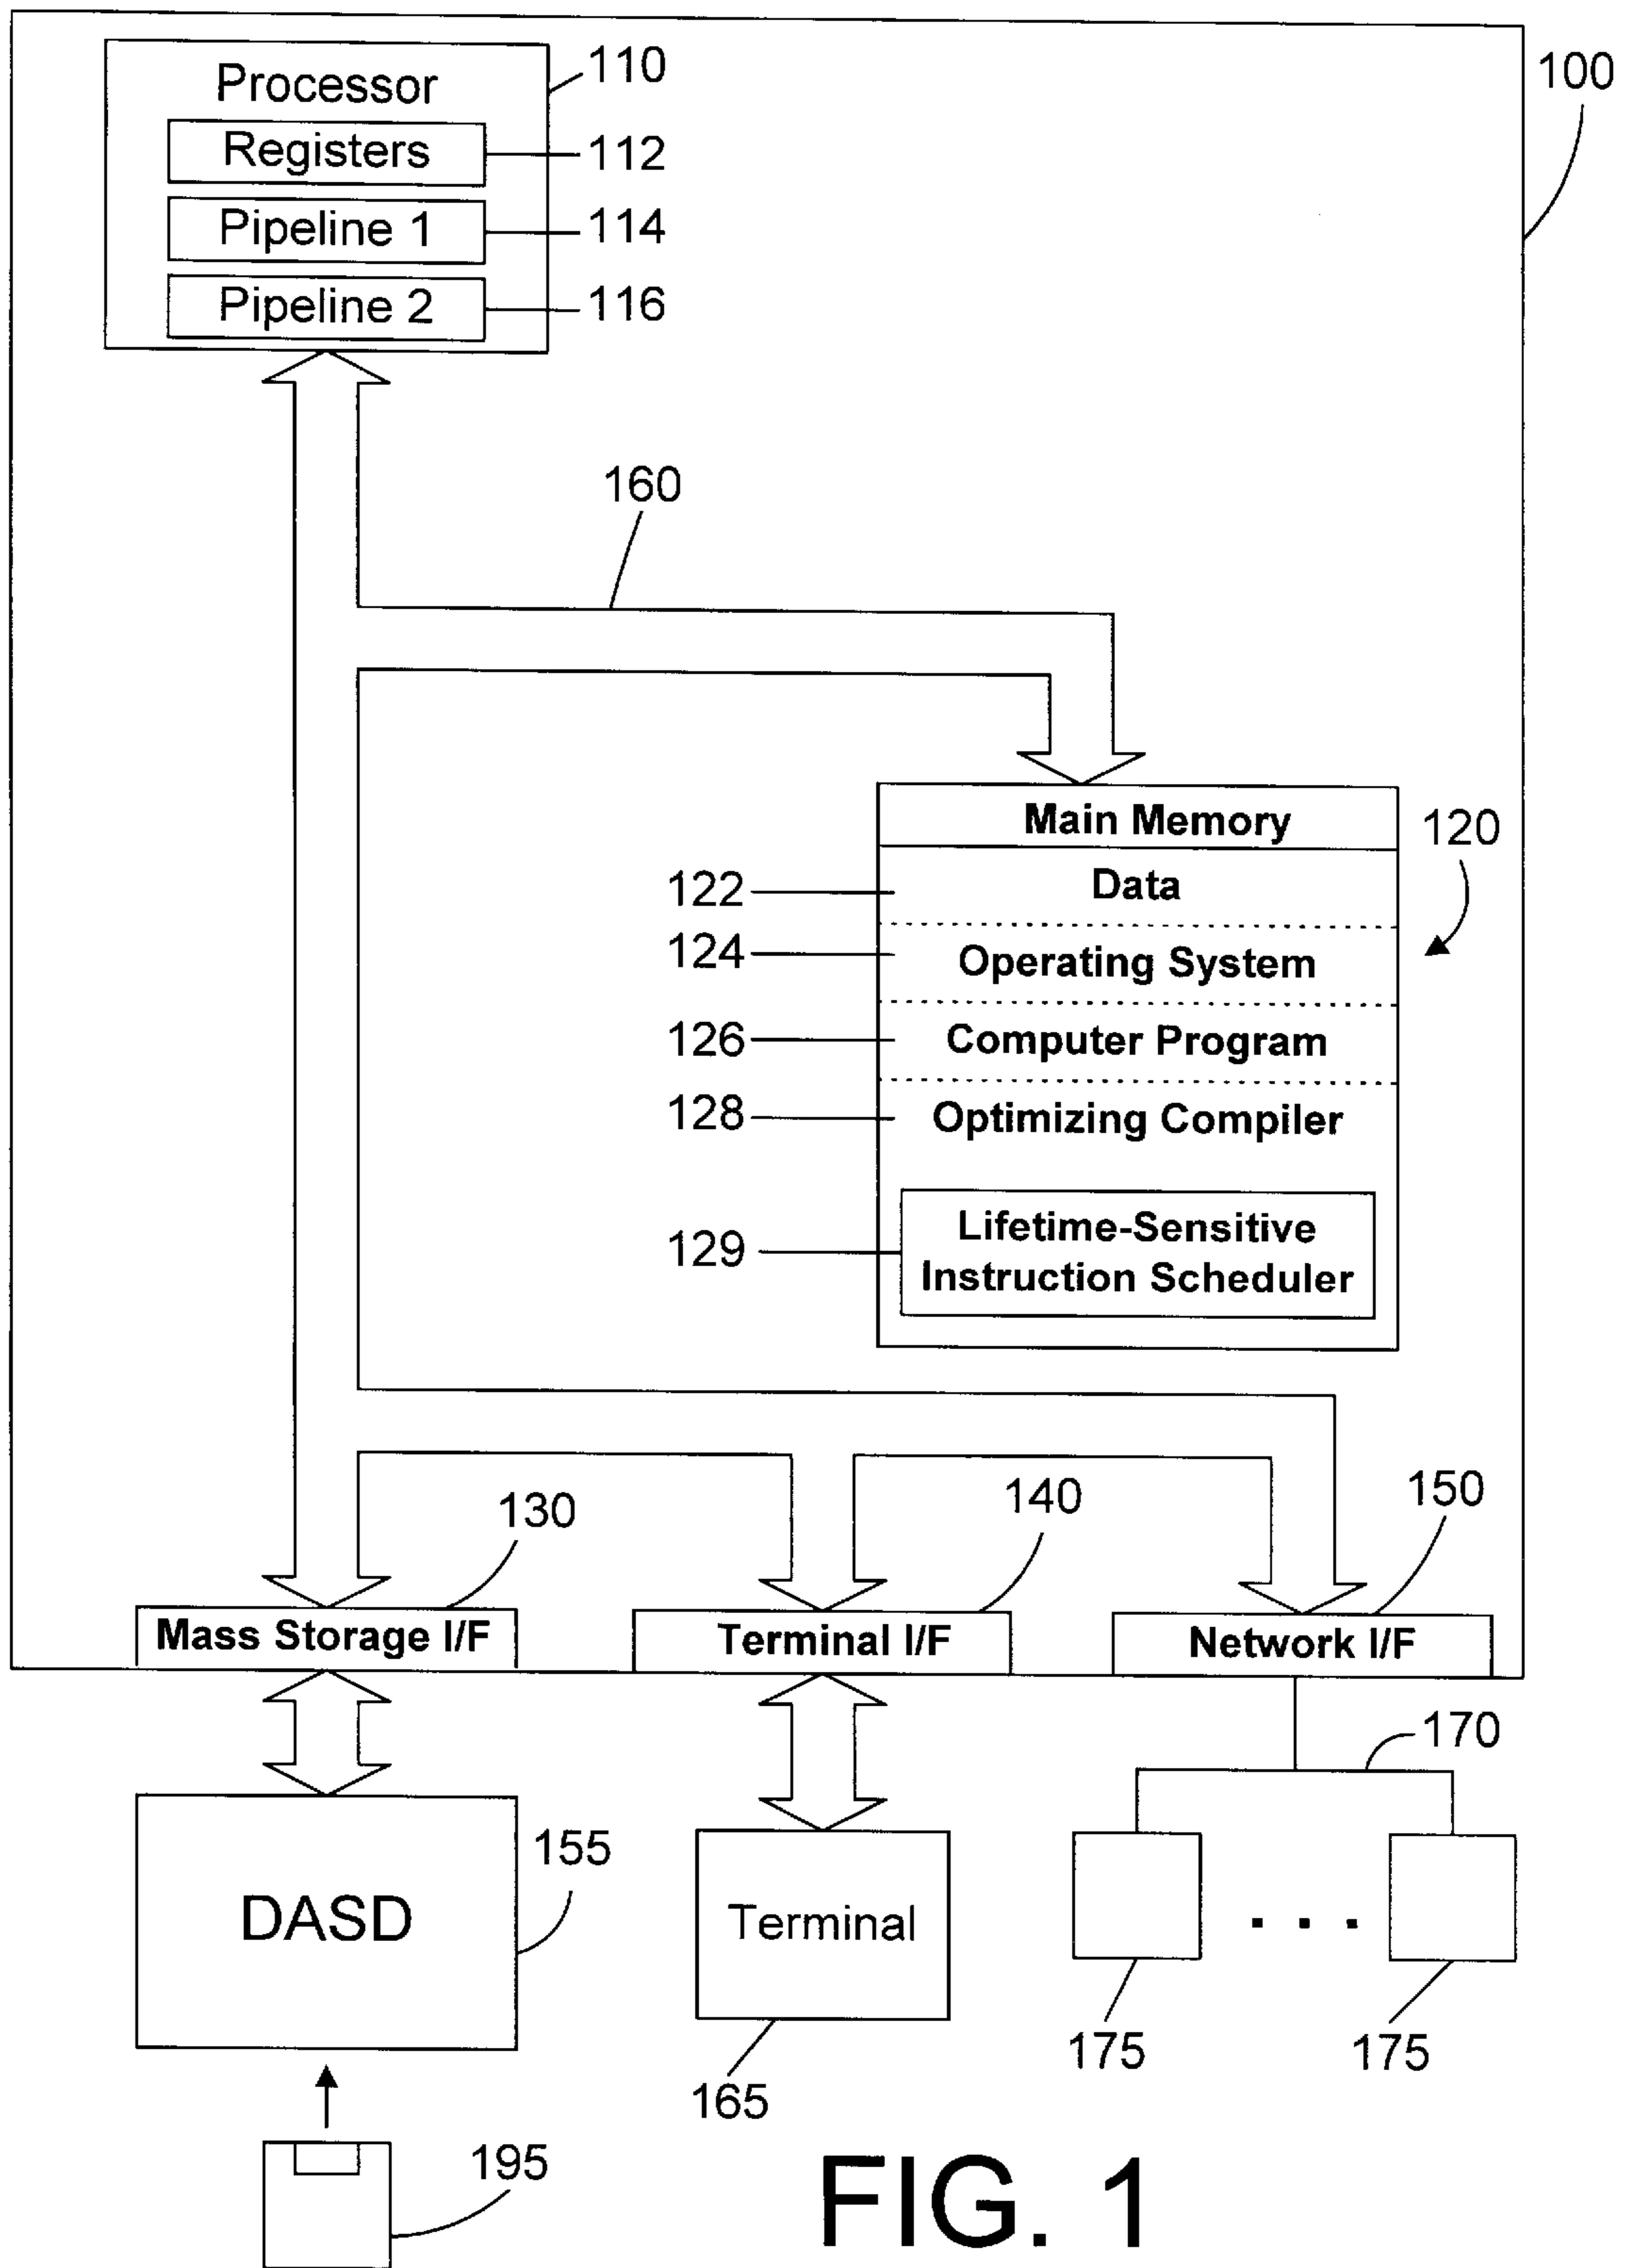 Processor
110
100
Registers
112
Pipeline 1
114
Pipeline 2
116
160
Main Memory
120
122
Data
124
Operating System
126
Computer Program
128
Optimizing Compiler
129
Lifetime-Sensitive
Instruction Scheduler
130
140
150
Mass Storage I/F
Terminal I/F
Network I/F
170
155
DASD
Terminal
. . .
175
175
165
195
FIG. 1